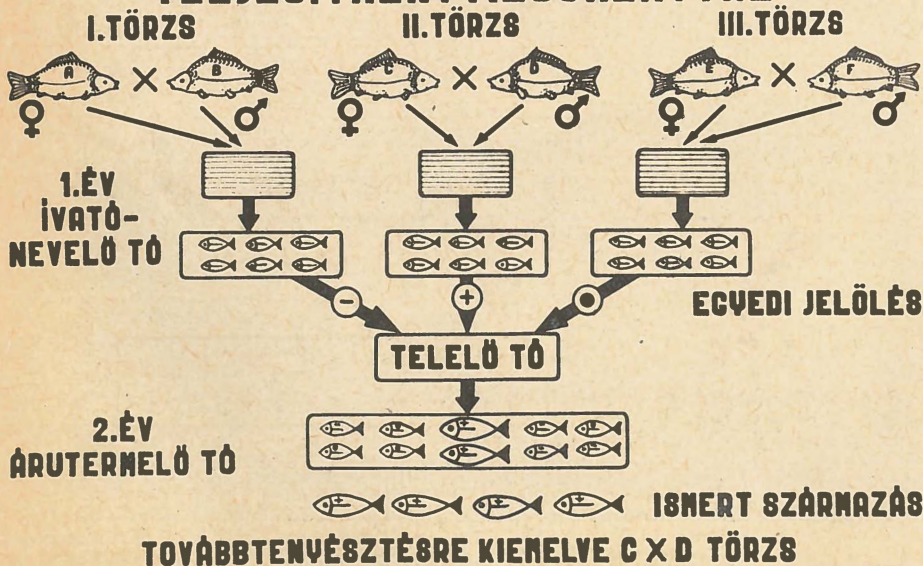 I.TÖRZS II.TÖRZS III.TÖRZS
A × B C × D E × F
♀ ♂ ♀ ♂ ♀ ♂
1.ÉV
ÍVATÓ-
NEVELŐ TÓ
- + •
EGYEDI JELÖLÉS
TELELŐ TÓ
2.ÉV
ÁRUTERMELŐ TÓ
ISMERT SZÁRMAZÁS
TOVÁBBTENYÉSZTÉSRE KIEMELVE C X D TÖRZS